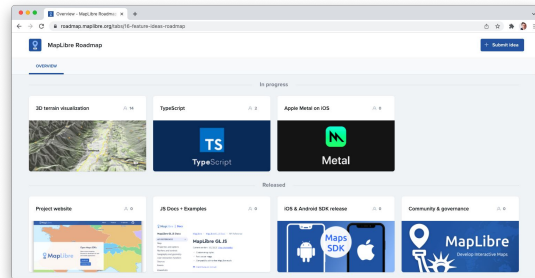 Overview – MapLibre Roadmap
roadmap.maplibre.org/tabs/16-feature-ideas-roadmap
MapLibre Roadmap
+ Submit idea
OVERVIEW
In progress
3D terrain visualization
14
TypeScript
2
Apple Metal on iOS
0
TS
TypeScript
Metal
Released
Project website
0
JS Docs + Examples
0
iOS & Android SDK release
0
Community & governance
0
MapLibre
MapLibre GL JS
Maps
SDK
MapLibre
Develop Interactive Maps